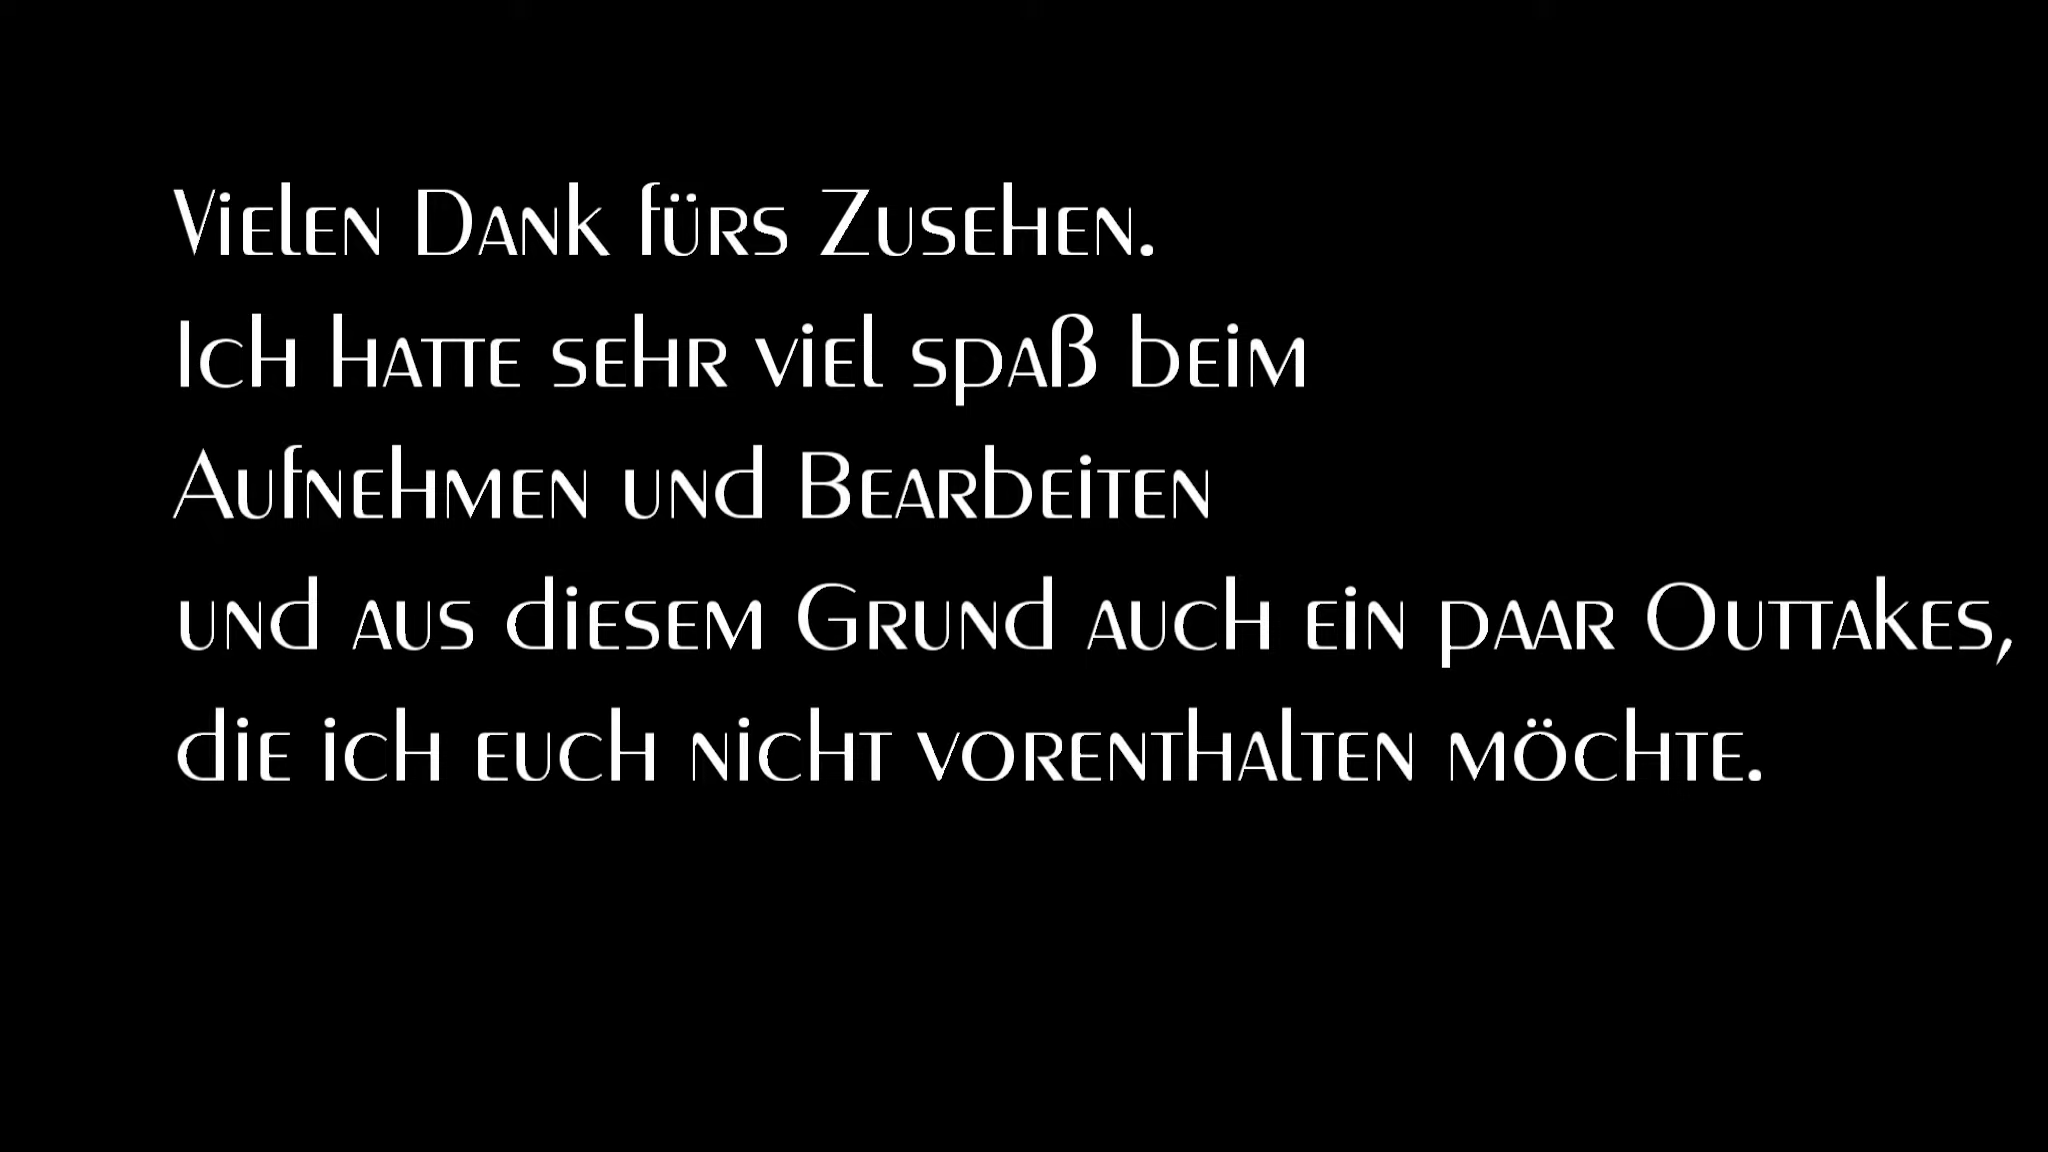 Vielen Dank fürs Zusehen.
Ich hatte sehr viel spaß beim
Aufnehmen und Bearbeiten
und aus diesem Grund auch ein paar Outtakes,
die ich euch nicht vorenthalten möchte.